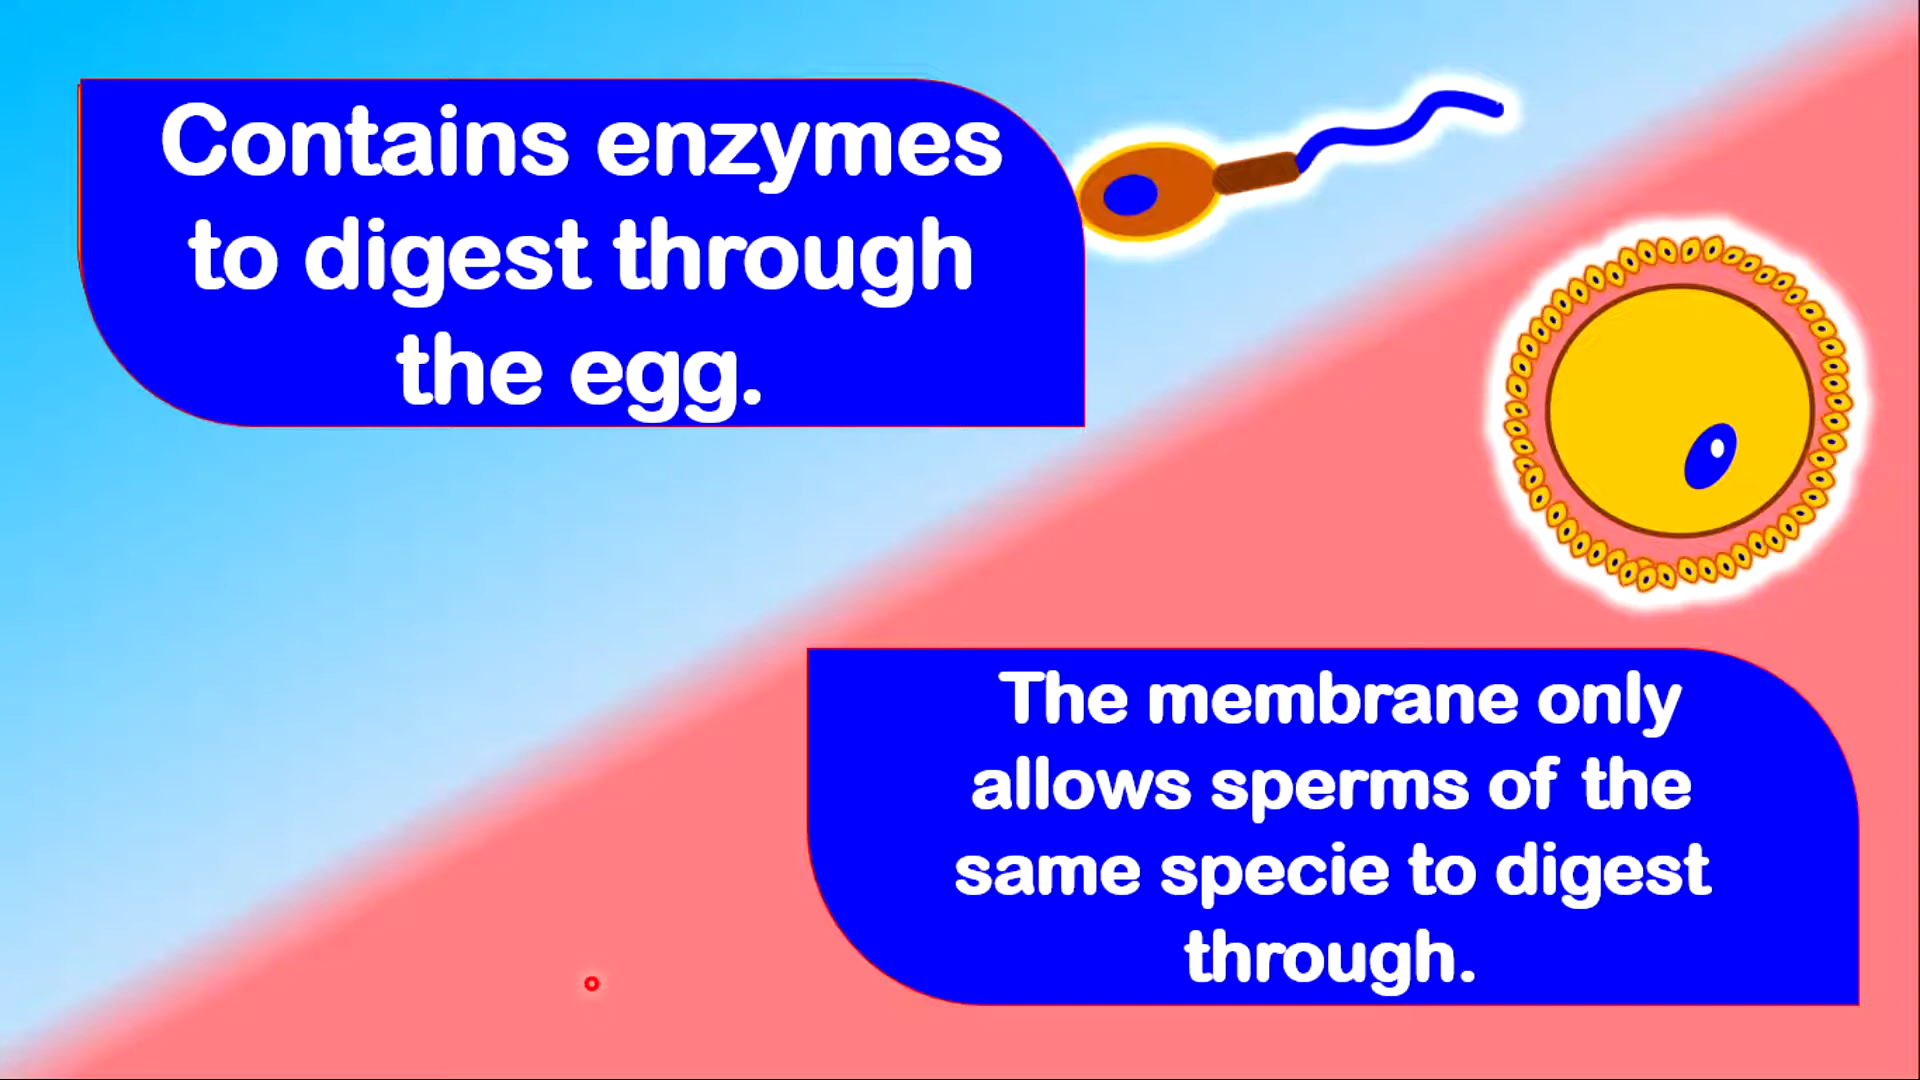 Contains enzymes
to digest through
the egg.
The membrane only
allows sperms of the
same specie to digest
through.